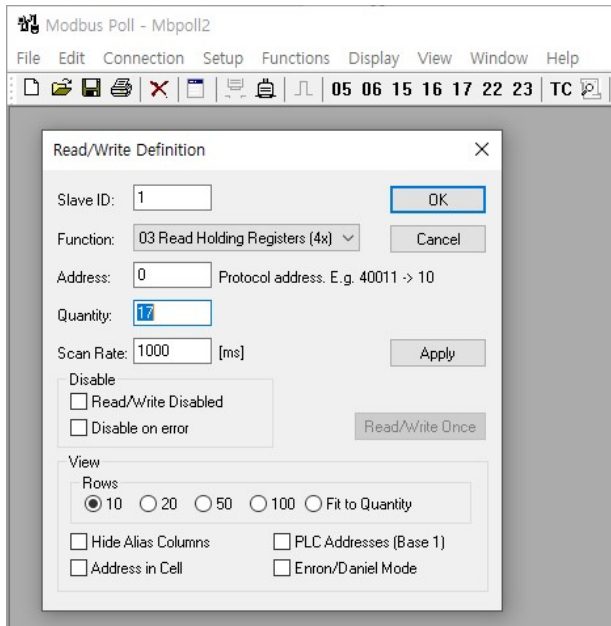 Modbus Poll - Mbpoll2
File Edit Connection Setup Functions Display View Window Help
05 06 15 16 17 22 23 TC
Read/Write Definition
Slave ID: 1 OK
Function: 03 Read Holding Registers (4x) Cancel
Address: 0 Protocol address. E.g. 40011 -> 10
Quantity: 17
Scan Rate: 1000 [ms] Apply
Disable
Read/Write Disabled
Disable on error Read/Write Once
View
Rows
10 20 50 100 Fit to Quantity
Hide Alias Columns PLC Addresses (Base 1)
Address in Cell Enron/Daniel Mode